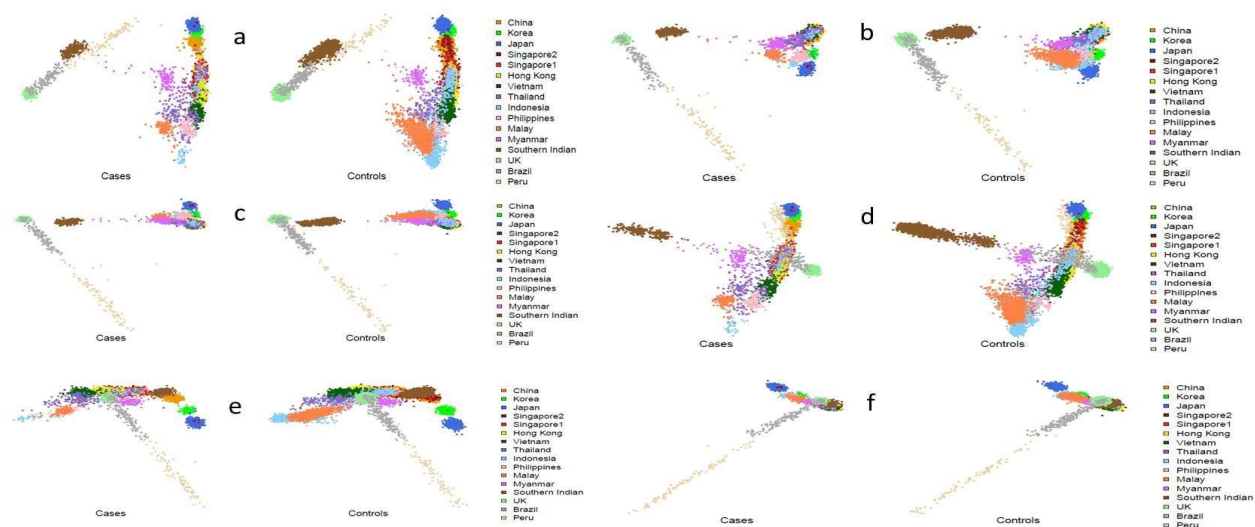 a
China
Korea
Japan
Singapore2
Singapore1
Hong Kong
Vietnam
Thailand
Indonesia
Philippines
Malay
Myanmar
Southern Indian
UK
Brazil
Peru
Cases
Controls
b
China
Korea
Japan
Singapore2
Singapore1
Hong Kong
Vietnam
Thailand
Indonesia
Philippines
Malay
Myanmar
Southern Indian
UK
Brazil
Peru
Cases
Controls
c
China
Korea
Japan
Singapore2
Singapore1
Hong Kong
Vietnam
Thailand
Indonesia
Philippines
Malay
Myanmar
Southern Indian
UK
Brazil
Peru
Cases
Controls
d
China
Korea
Japan
Singapore2
Singapore1
Hong Kong
Vietnam
Thailand
Indonesia
Philippines
Malay
Myanmar
Southern Indian
UK
Brazil
Peru
Cases
Controls
e
China
Korea
Japan
Singapore2
Singapore1
Hong Kong
Vietnam
Thailand
Indonesia
Philippines
Malay
Myanmar
Southern Indian
UK
Brazil
Peru
Cases
Controls
f
China
Korea
Japan
Singapore2
Singapore1
Hong Kong
Vietnam
Thailand
Indonesia
Philippines
Malay
Myanmar
Southern Indian
UK
Brazil
Peru
Cases
Controls